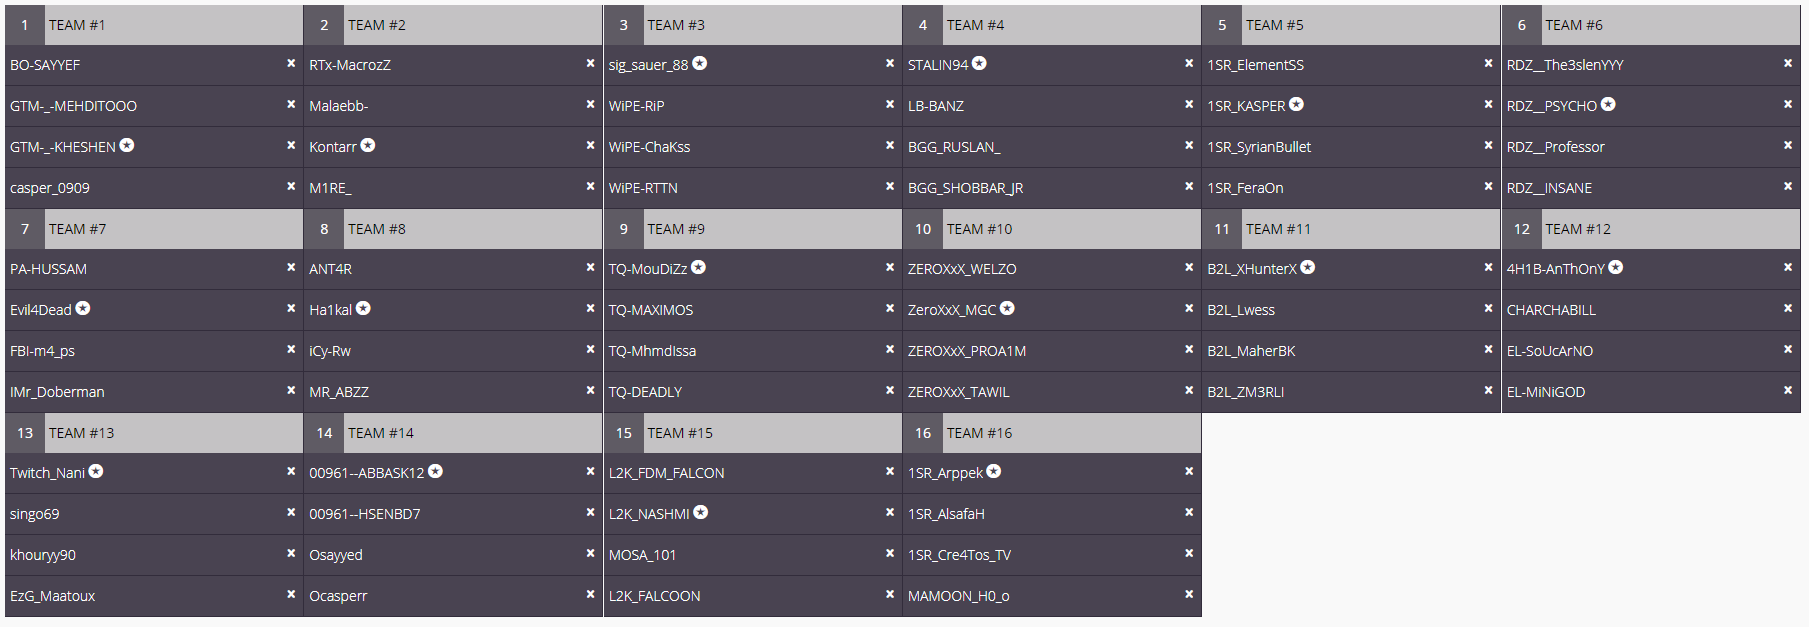 1 TEAM #1
BO-SAYYEF
GTM-_-MEHDITOOO
GTM-_-KHESHEN
casper_0909
2 TEAM #2
RTx-MacrozZ
Malaebb-
Kontarr
M1RE_
3 TEAM #3
sig_sauer_88
WiPE-RiP
WiPE-ChaKss
WiPE-RTTN
4 TEAM #4
STALIN94
LB-BANZ
BGG_RUSLAN_
BGG_SHOBBAR_JR
5 TEAM #5
1SR_ElementSS
1SR_KASPER
1SR_SyrianBullet
1SR_FeraOn
6 TEAM #6
RDZ__The3slenYYY
RDZ__PSYCHO
RDZ__Professor
RDZ__INSANE
7 TEAM #7
PA-HUSSAM
Evil4Dead
FBI-m4_ps
IMr_Doberman
8 TEAM #8
ANT4R
Ha1kal
iCy-Rw
MR_ABZZ
9 TEAM #9
TQ-MouDiZz
TQ-MAXIMOS
TQ-MhmdIssa
TQ-DEADLY
10 TEAM #10
ZEROXxX_WELZO
ZeroXxX_MGC
ZEROXxX_PROA1M
ZEROXxX_TAWIL
11 TEAM #11
B2L_XHunterX
B2L_Lwess
B2L_MaherBK
B2L_ZM3RLI
12 TEAM #12
4H1B-AnThOnY
CHARCHABILL
EL-SoUcArNO
EL-MiNiGOD
13 TEAM #13
Twitch_Nani
singo69
khouryy90
EzG_Maatoux
14 TEAM #14
00961--ABBASK12
00961--HSENBD7
Osayyed
Ocasperr
15 TEAM #15
L2K_FDM_FALCON
L2K_NASHMI
MOSA_101
L2K_FALCOON
16 TEAM #16
1SR_Arppek
1SR_AlsafaH
1SR_Cre4Tos_TV
MAMOON_H0_o